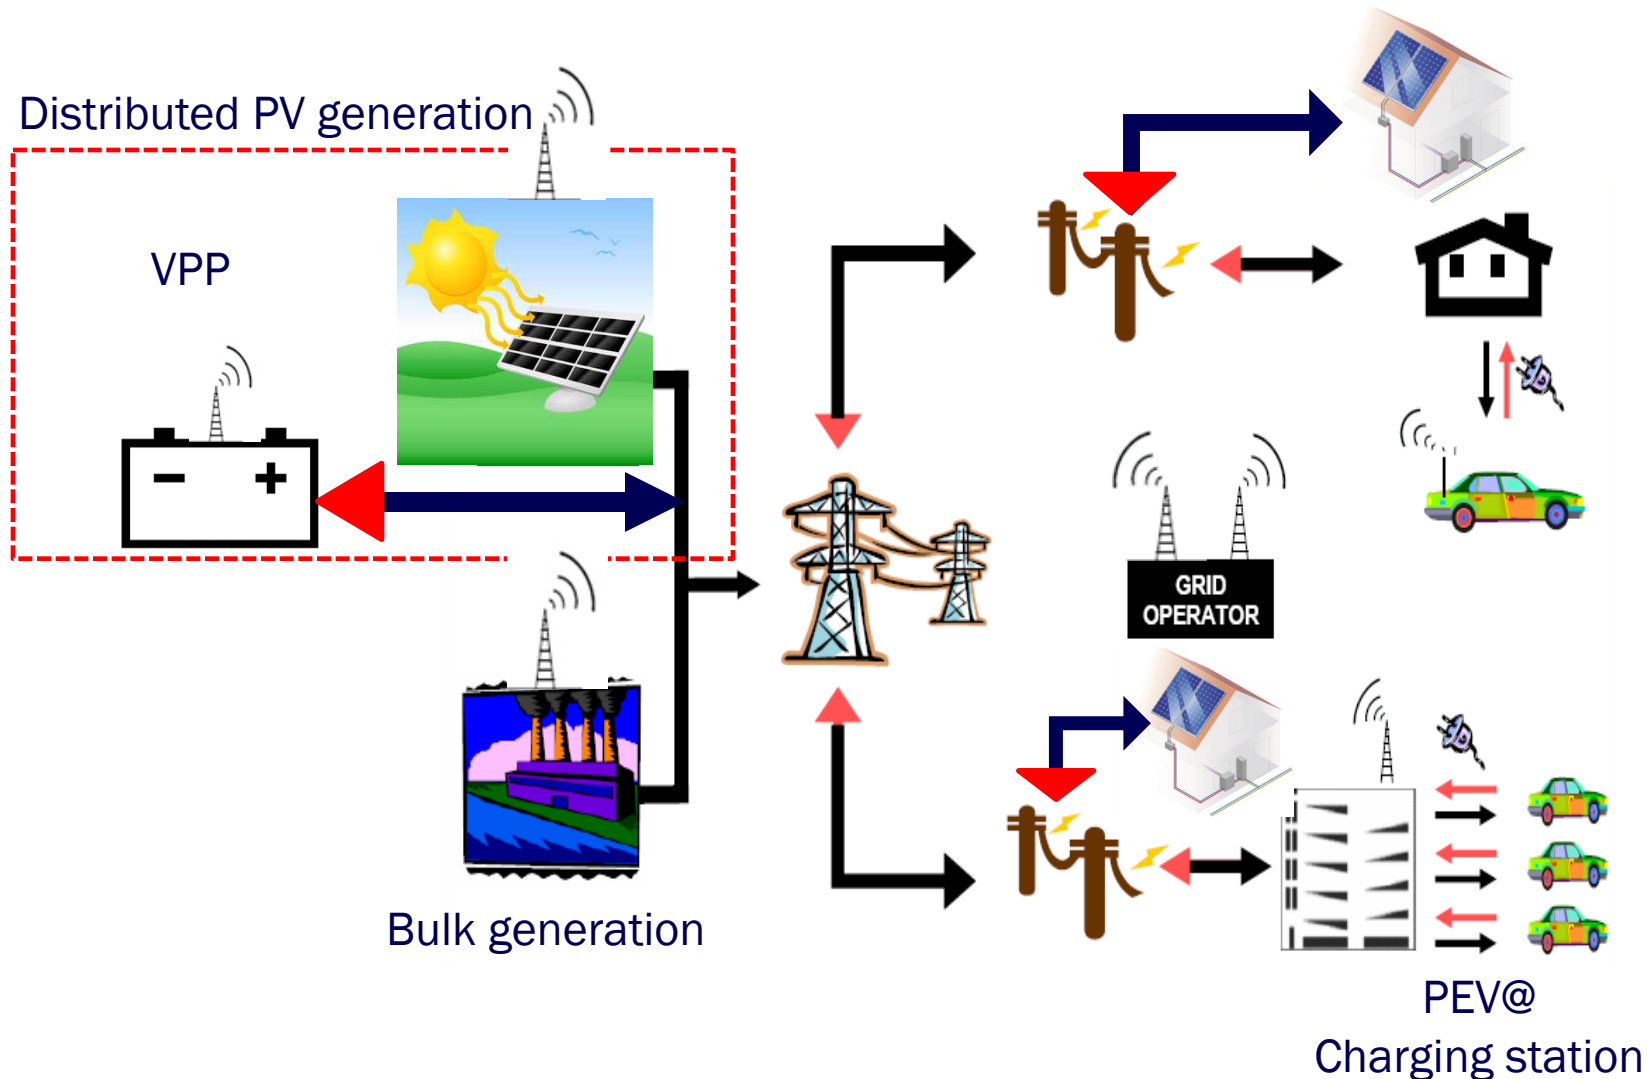 Distributed PV generation
VPP
− +
GRID
OPERATOR
Bulk generation
PEV@
Charging station